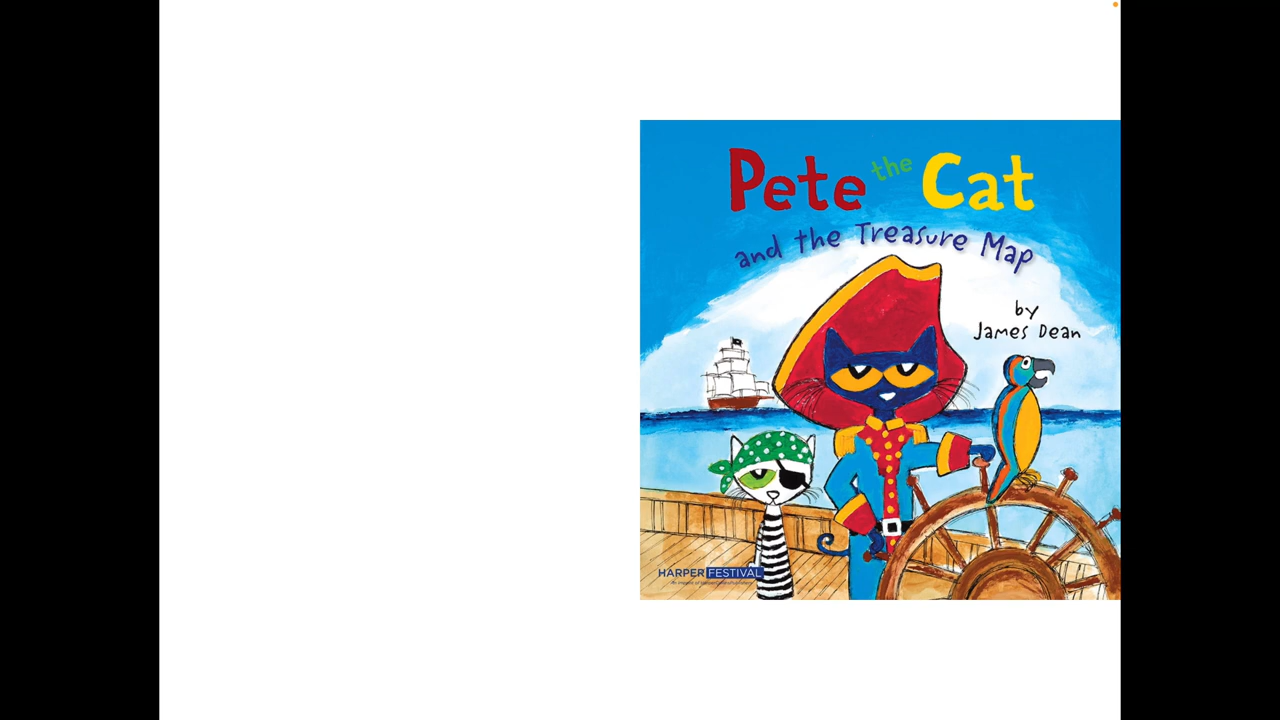 Pete the Cat
and the Treasure Map
by
James Dean
HARPER FESTIVAL